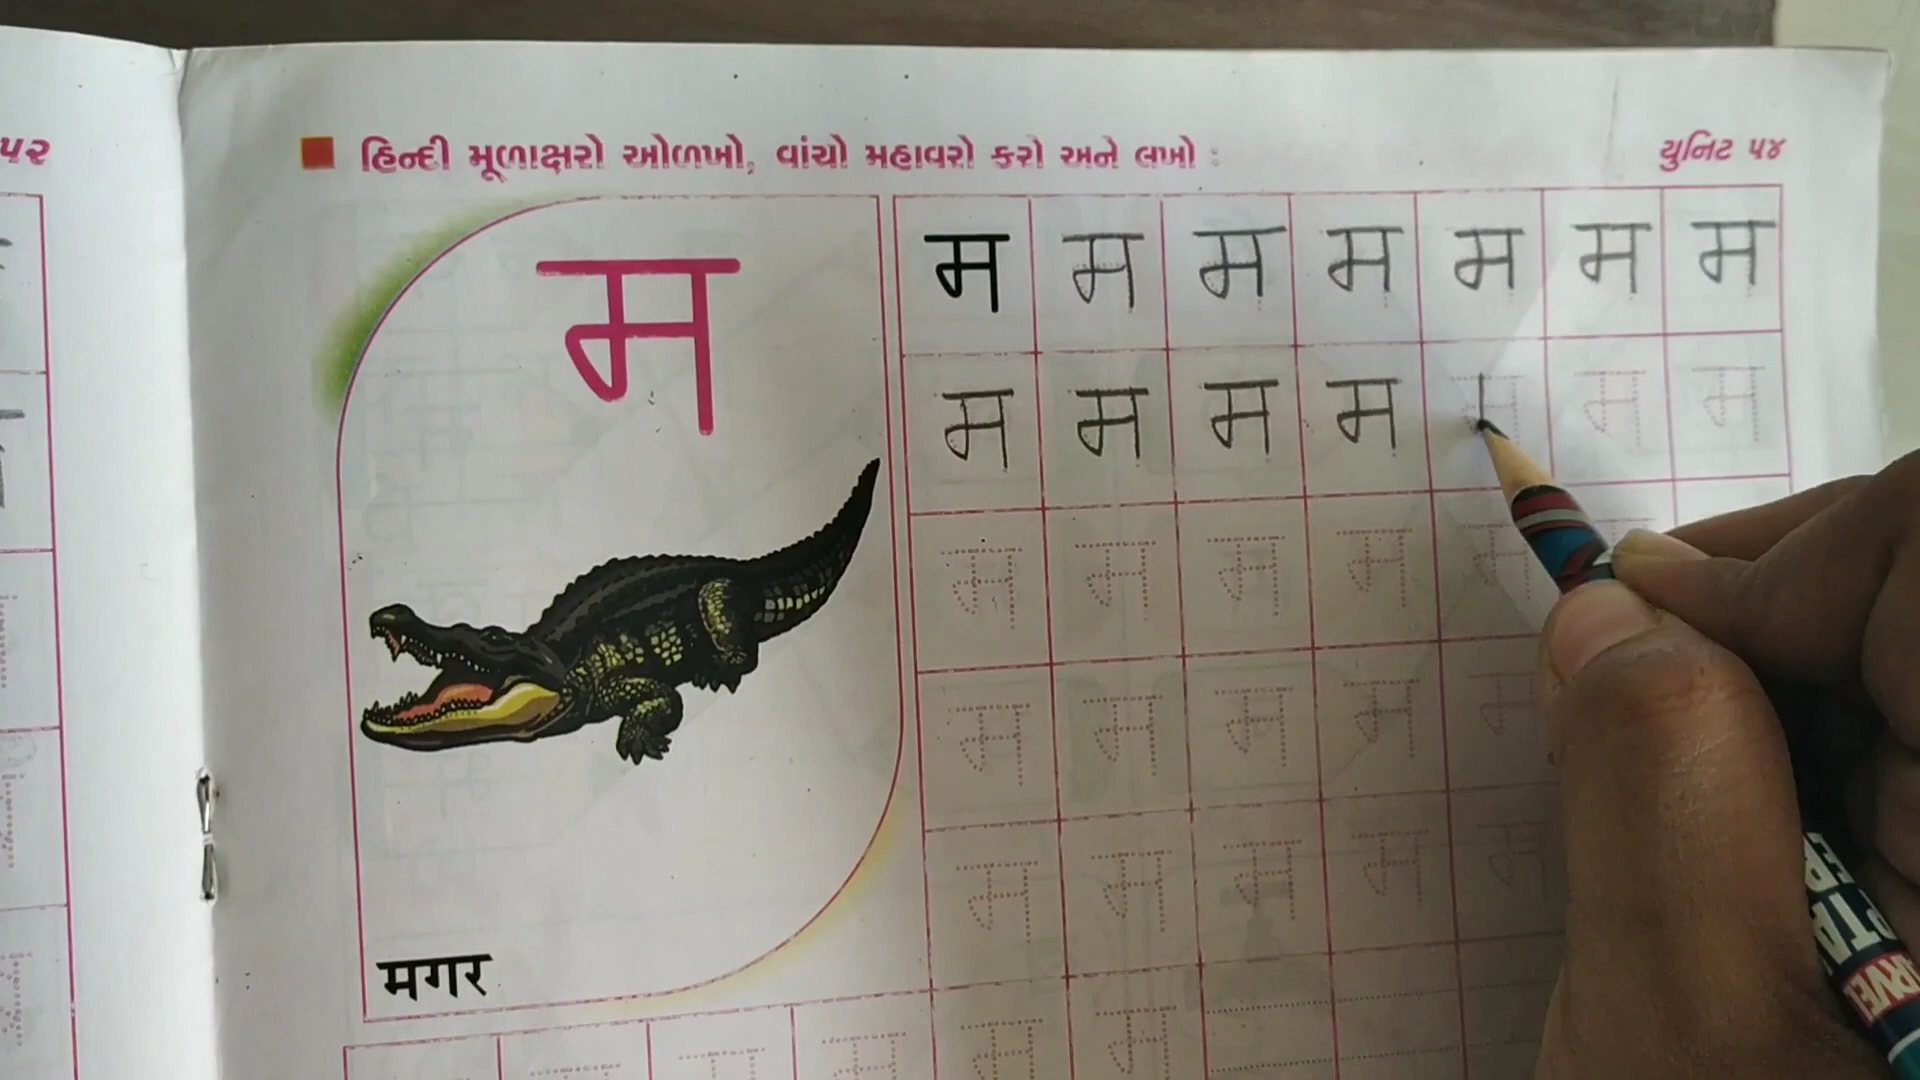 ૫૨
હિન્દી મૂળાક્ષરો ઓળખો, વાંચો મહાવરો કરો અને લખો :
યુનિટ ૫૪
म
म म म म म म म
म म म म म म म
म म म म म
म म म म म
म म म म म
मगर
म म म म म